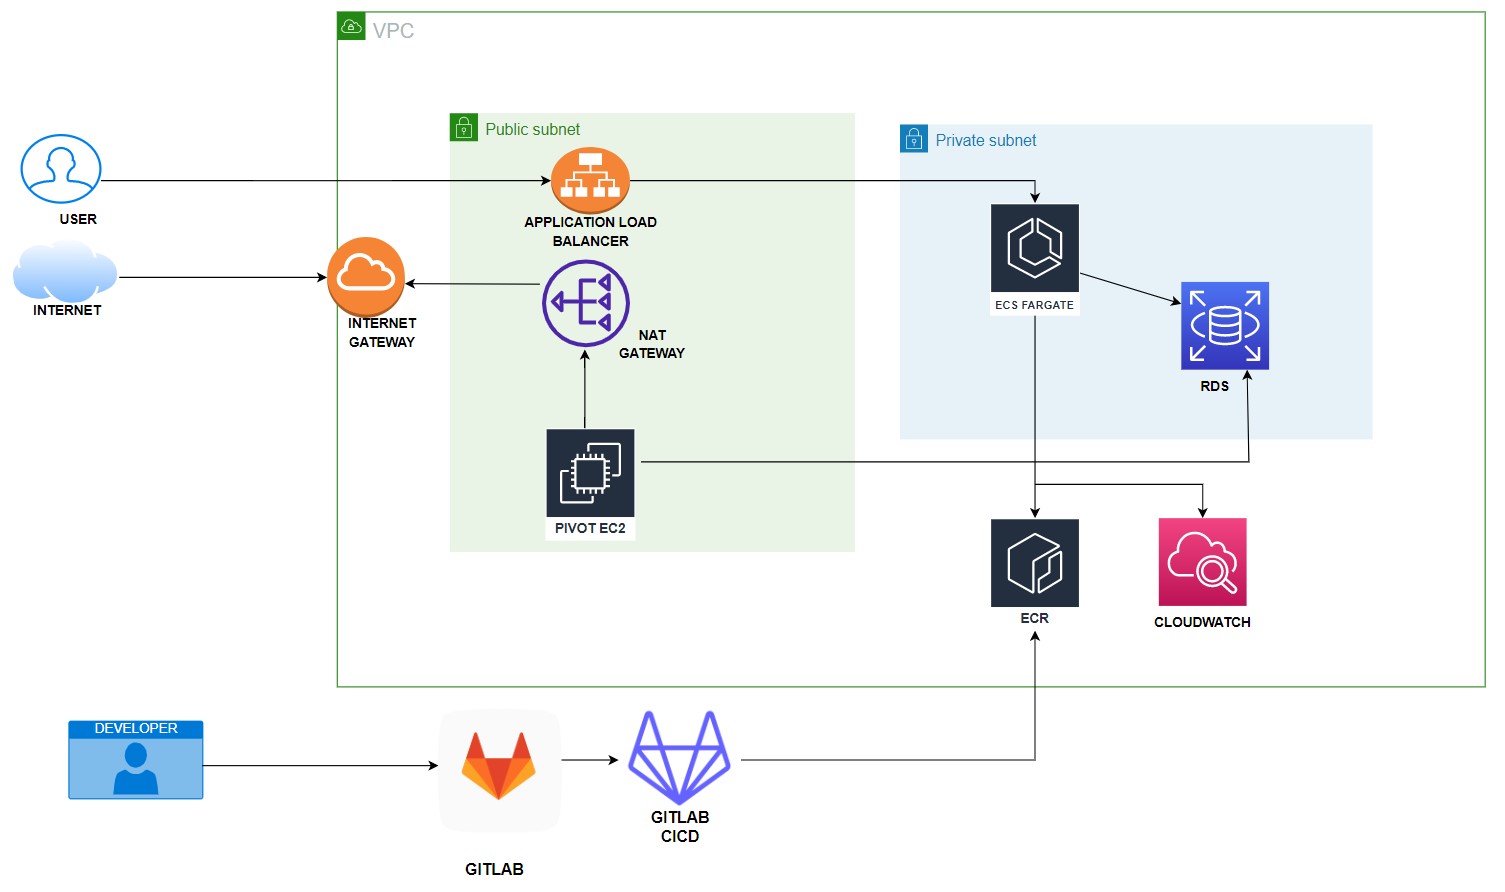 VPC
Public subnet
Private subnet
USER
APPLICATION LOAD
BALANCER
INTERNET
INTERNET
GATEWAY
NAT
GATEWAY
ECS FARGATE
RDS
PIVOT EC2
ECR
CLOUDWATCH
DEVELOPER
GITLAB
CICD
GITLAB